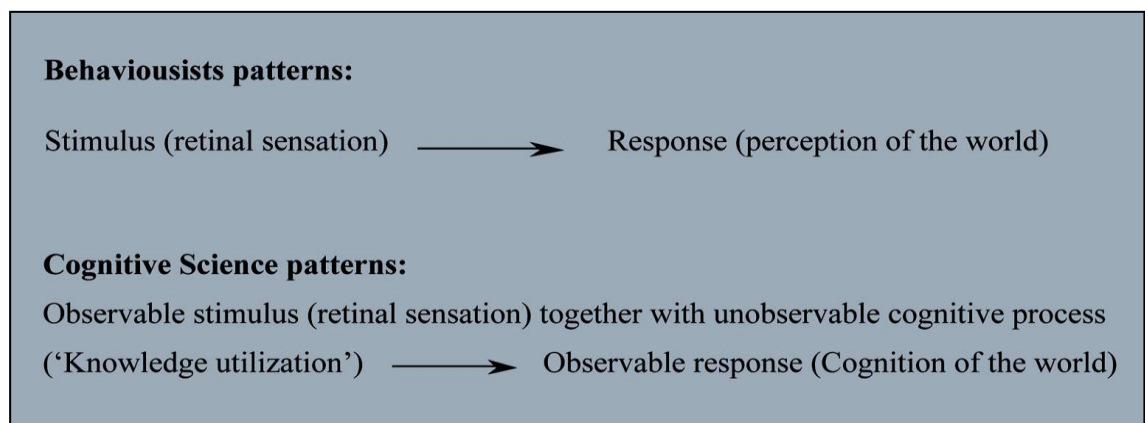 Behaviousists patterns:
Stimulus (retinal sensation) Response (perception of the world)
Cognitive Science patterns:
Observable stimulus (retinal sensation) together with unobservable cognitive process
(‘Knowledge utilization’) Observable response (Cognition of the world)